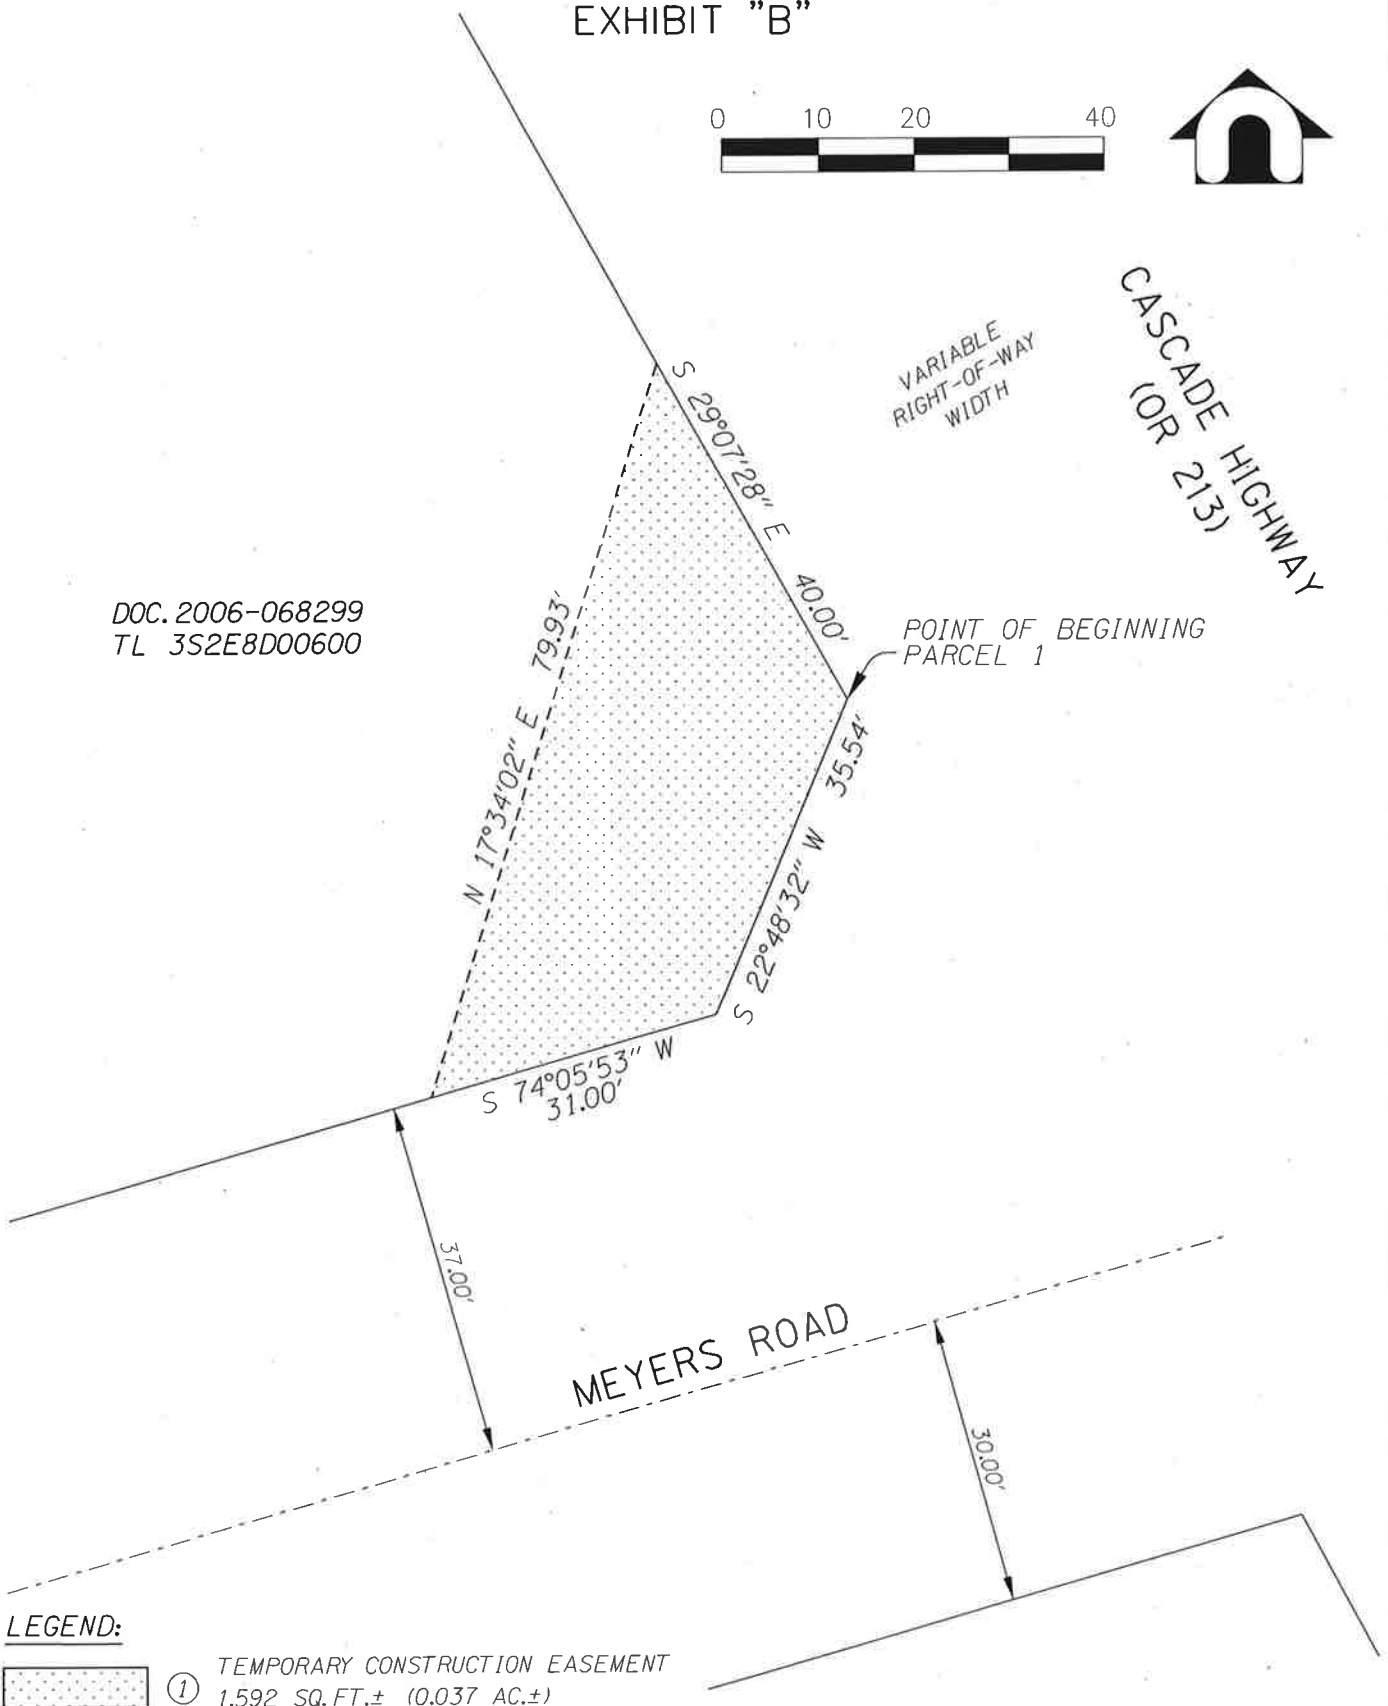 EXHIBIT "B"
0 10 20 40
CASCADE HIGHWAY
(OR 213)
VARIABLE
RIGHT-OF-WAY
WIDTH
S 29°07'28" E 40.00'
DOC. 2006-068299
TL 3S2E8D00600
N 17°34'02" E 79.93'
POINT OF BEGINNING
PARCEL 1
S 22°48'32" W 35.54'
S 74°05'53" W
31.00'
37.00'
MEYERS ROAD
30.00'
LEGEND:
1 TEMPORARY CONSTRUCTION EASEMENT
1,592 SQ.FT.± (0.037 AC.±)